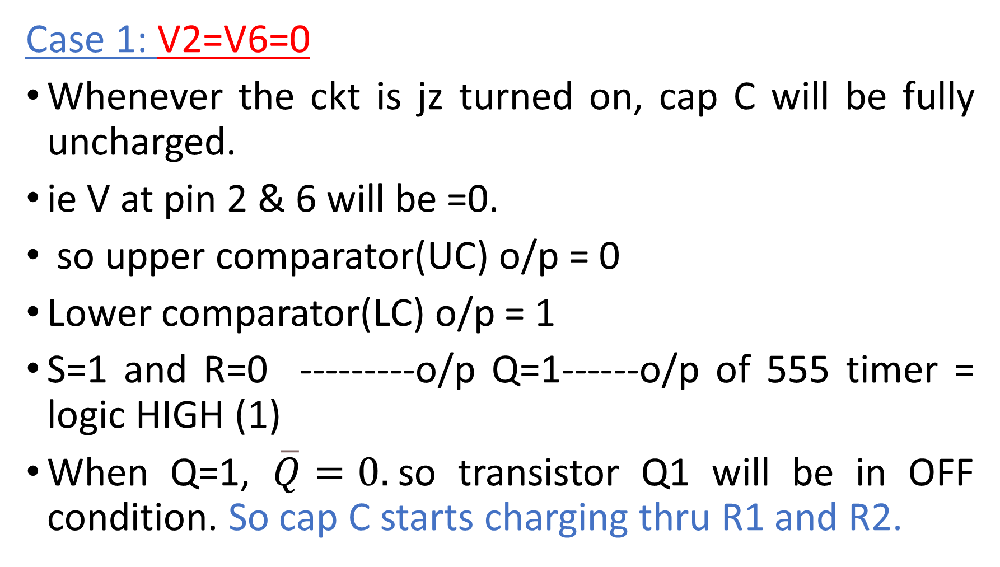 Case 1: V2=V6=0
• Whenever the ckt is jz turned on, cap C will be fully
uncharged.
• ie V at pin 2 & 6 will be =0.
• so upper comparator(UC) o/p = 0
• Lower comparator(LC) o/p = 1
• S=1 and R=0 ---------o/p Q=1------o/p of 555 timer =
logic HIGH (1)
• When Q=1, Q̅ = 0. so transistor Q1 will be in OFF
condition. So cap C starts charging thru R1 and R2.